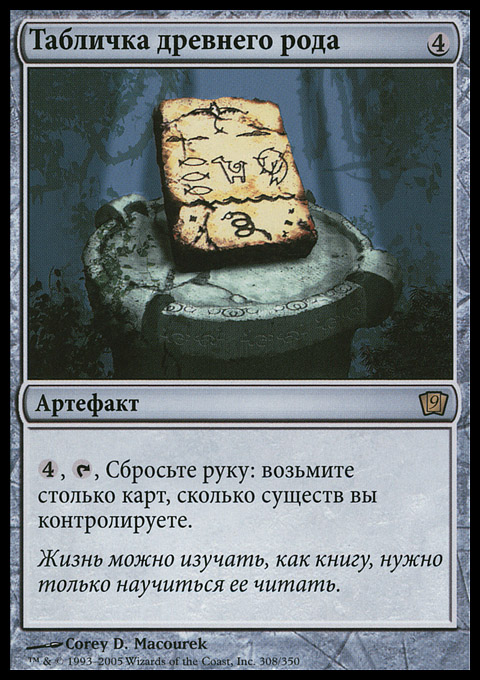 Табличка древнего рода 4
Артефакт 9
4, , Сбросьте руку: возьмите
столько карт, сколько существ вы
контролируете.
Жизнь можно изучать, как книгу, нужно
только научиться ее читать.
Corey D. Macourek
™ & © 1993–2005 Wizards of the Coast, Inc. 308/350